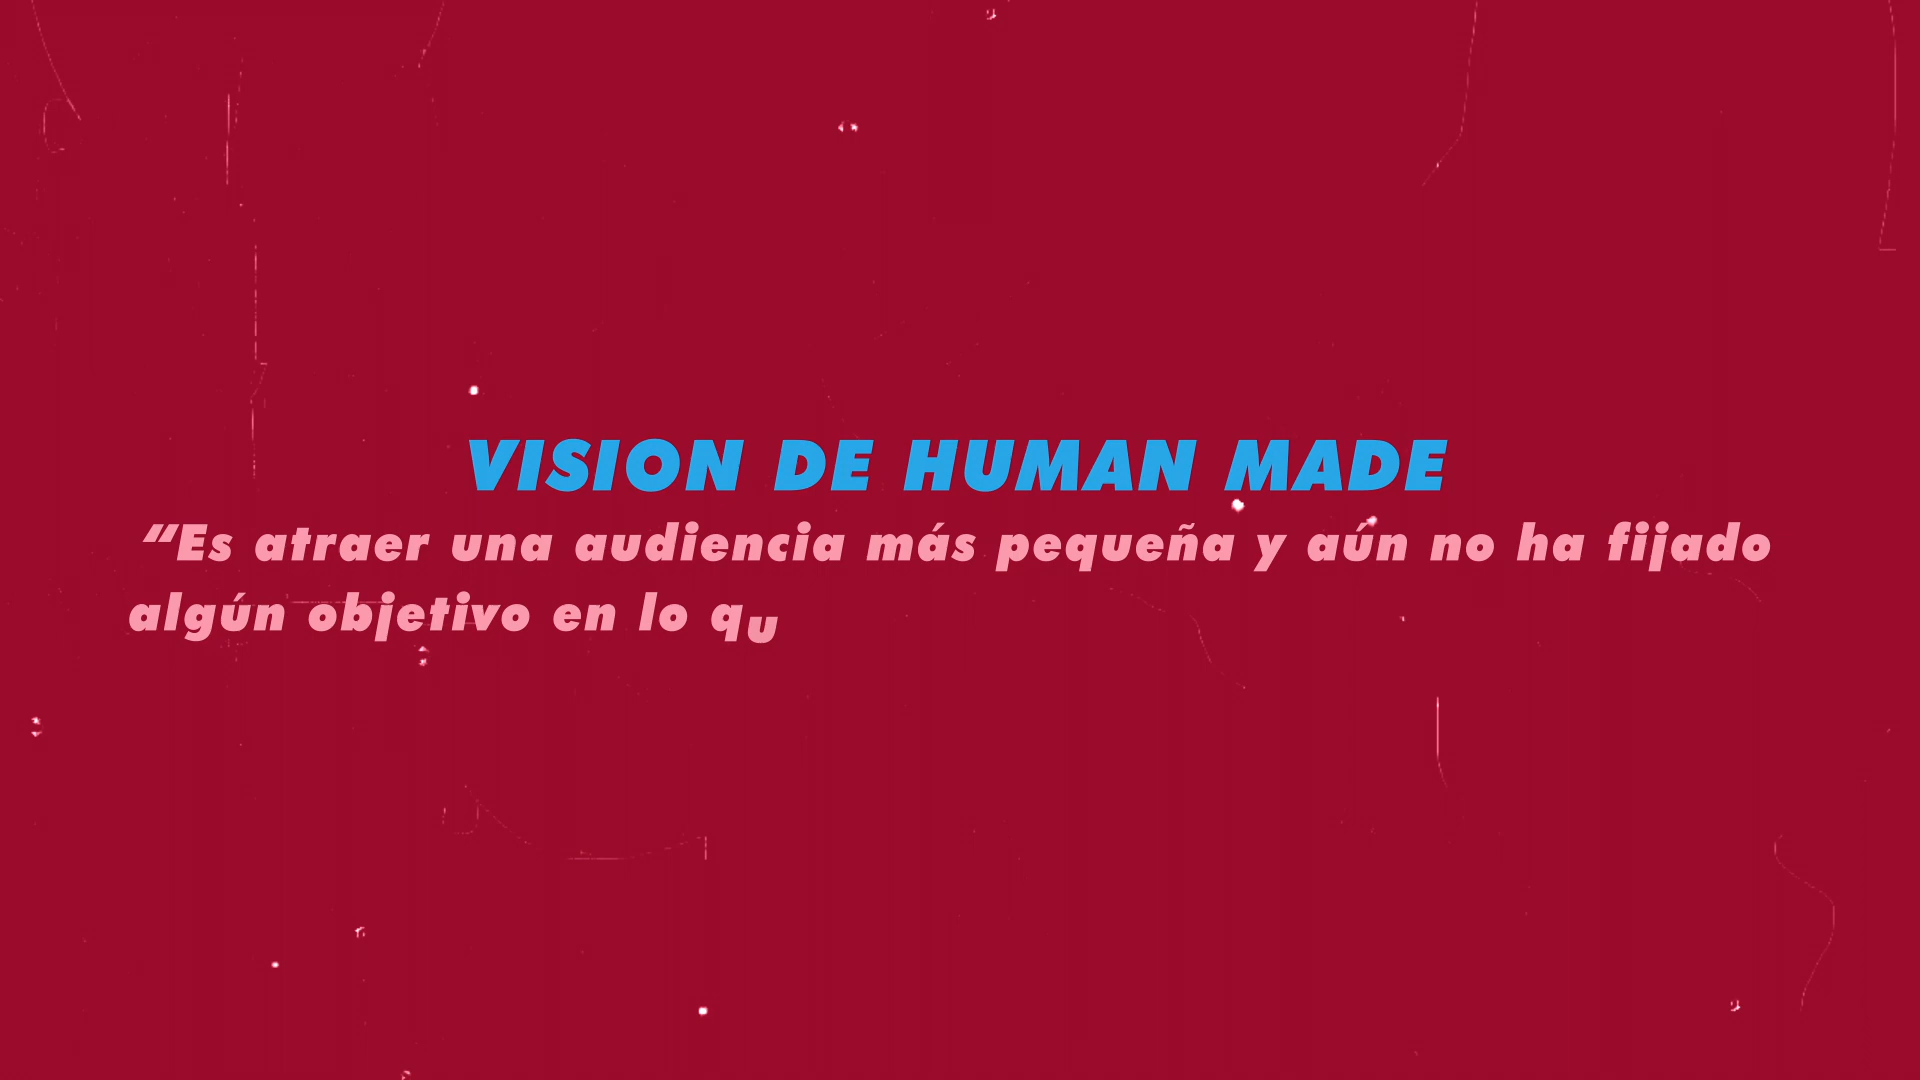 VISION DE HUMAN MADE
“Es atraer una audiencia más pequeña y aún no ha fijado
algún objetivo en lo qu